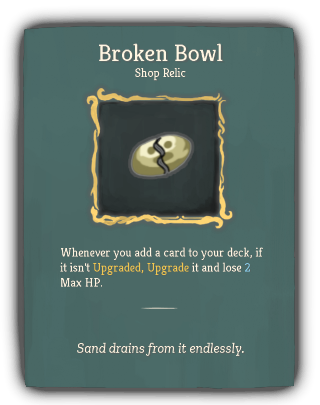 Broken Bowl
Shop Relic
Whenever you add a card to your deck, if
it isn't Upgraded, Upgrade it and lose 2
Max HP.
Sand drains from it endlessly.